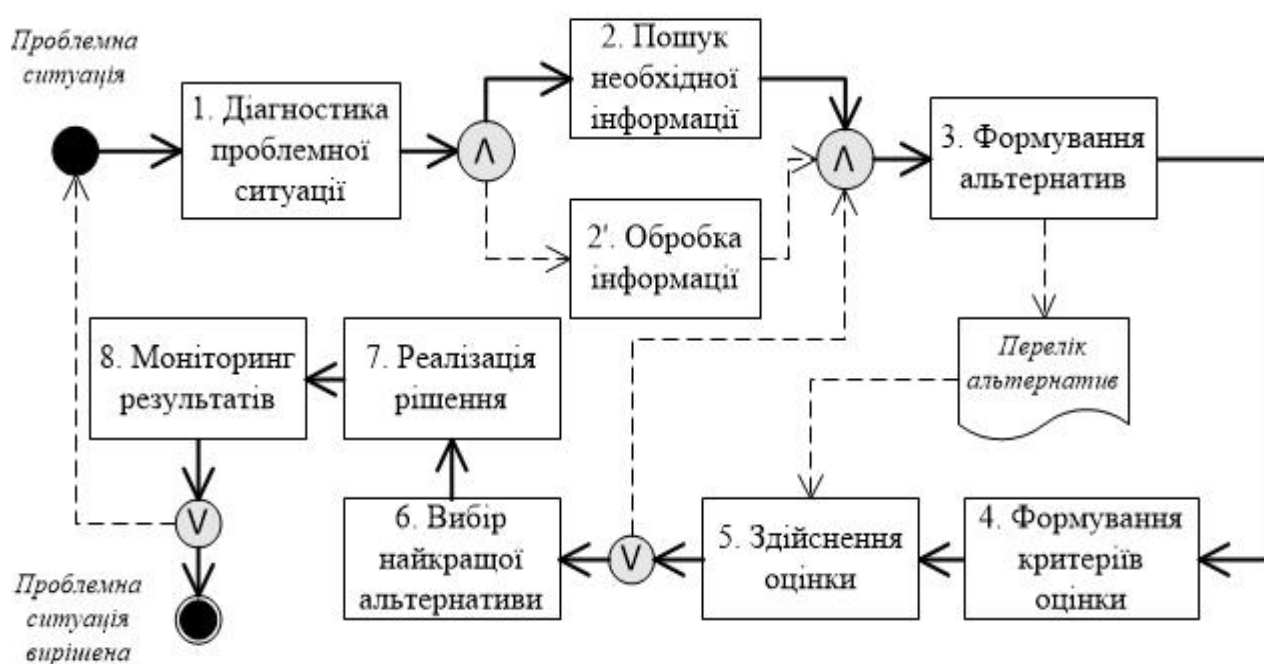 Проблемна
ситуація
1. Діагностика
проблемної
ситуації
Λ
2. Пошук
необхідної
інформації
2'. Обробка
інформації
Λ
3. Формування
альтернатив
Перелік
альтернатив
4. Формування
критеріїв
оцінки
5. Здійснення
оцінки
V
6. Вибір
найкращої
альтернативи
7. Реалізація
рішення
8. Моніторинг
результатів
V
Проблемна
ситуація
вирішена